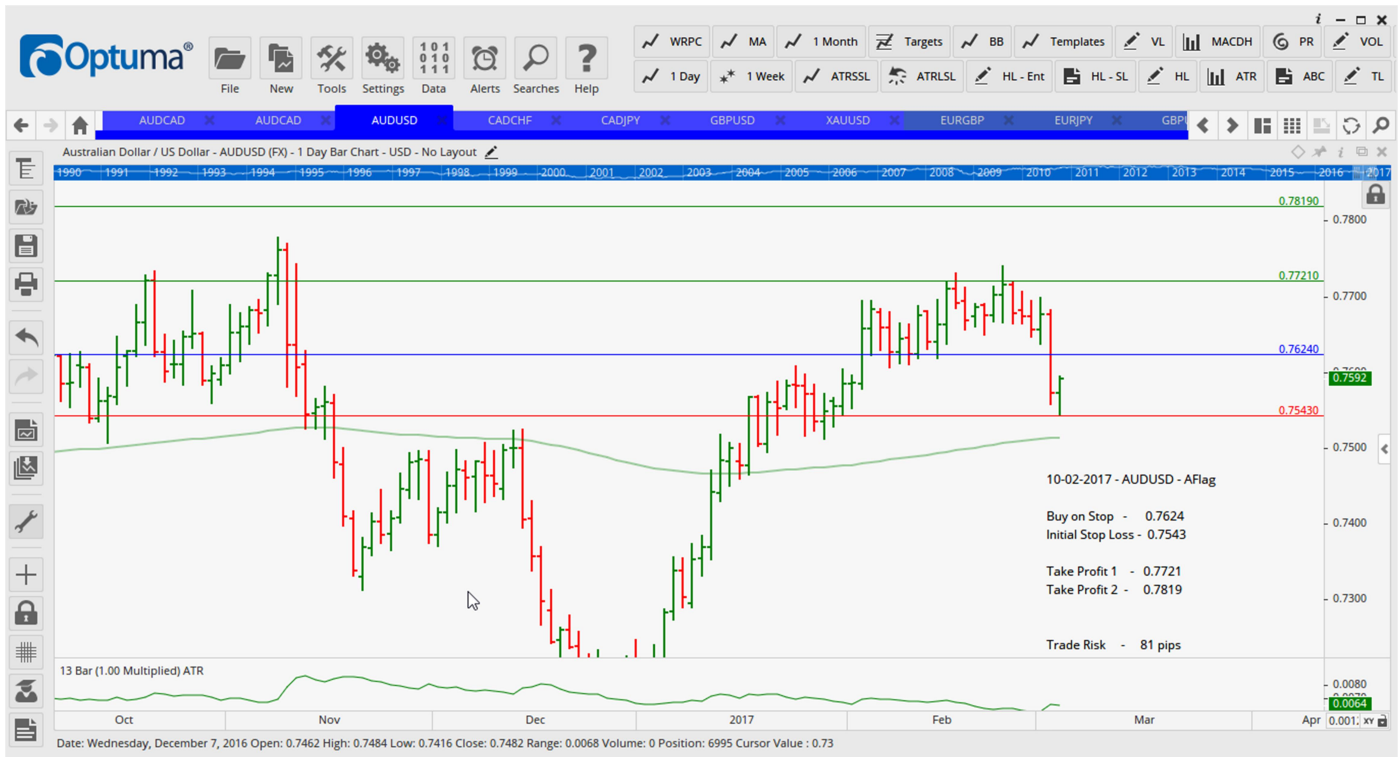 Optuma®
File
New
Tools
Settings
101
010
111
Data
Alerts
Searches
?
Help
i
WRPC
MA
1 Month
Targets
BB
Templates
VL
MACDH
PR
VOL
1 Day
1 Week
ATRSSL
ATRLSL
HL - Ent
HL - SL
HL
ATR
ABC
TL
AUDCAD
AUDCAD
AUDUSD
CADCHF
CADJPY
GBPUSD
XAUUSD
EURGBP
EURJPY
Australian Dollar / US Dollar - AUDUSD (FX) - 1 Day Bar Chart - USD - No Layout
1990 1991 1992 1993 1994 1995 1996 1997 1998 1999 2000 2001 2002 2003 2004 2005 2006 2007 2008 2009 2010 2011 2012 2013 2014 2015 2016 2017
0.78190
0.7800
0.77210
0.7700
0.76240
0.7592
0.75430
0.7500
10-02-2017 - AUDUSD - AFlag
Buy on Stop - 0.7624
0.7400
Initial Stop Loss - 0.7543
Take Profit 1 - 0.7721
Take Profit 2 - 0.7819
0.7300
Trade Risk - 81 pips
13 Bar (1.00 Multiplied) ATR
0.0080
0.0064
Oct Nov Dec 2017 Feb Mar Apr
XY
Date: Wednesday, December 7, 2016 Open: 0.7462 High: 0.7484 Low: 0.7416 Close: 0.7482 Range: 0.0068 Volume: 0 Position: 6995 Cursor Value : 0.73